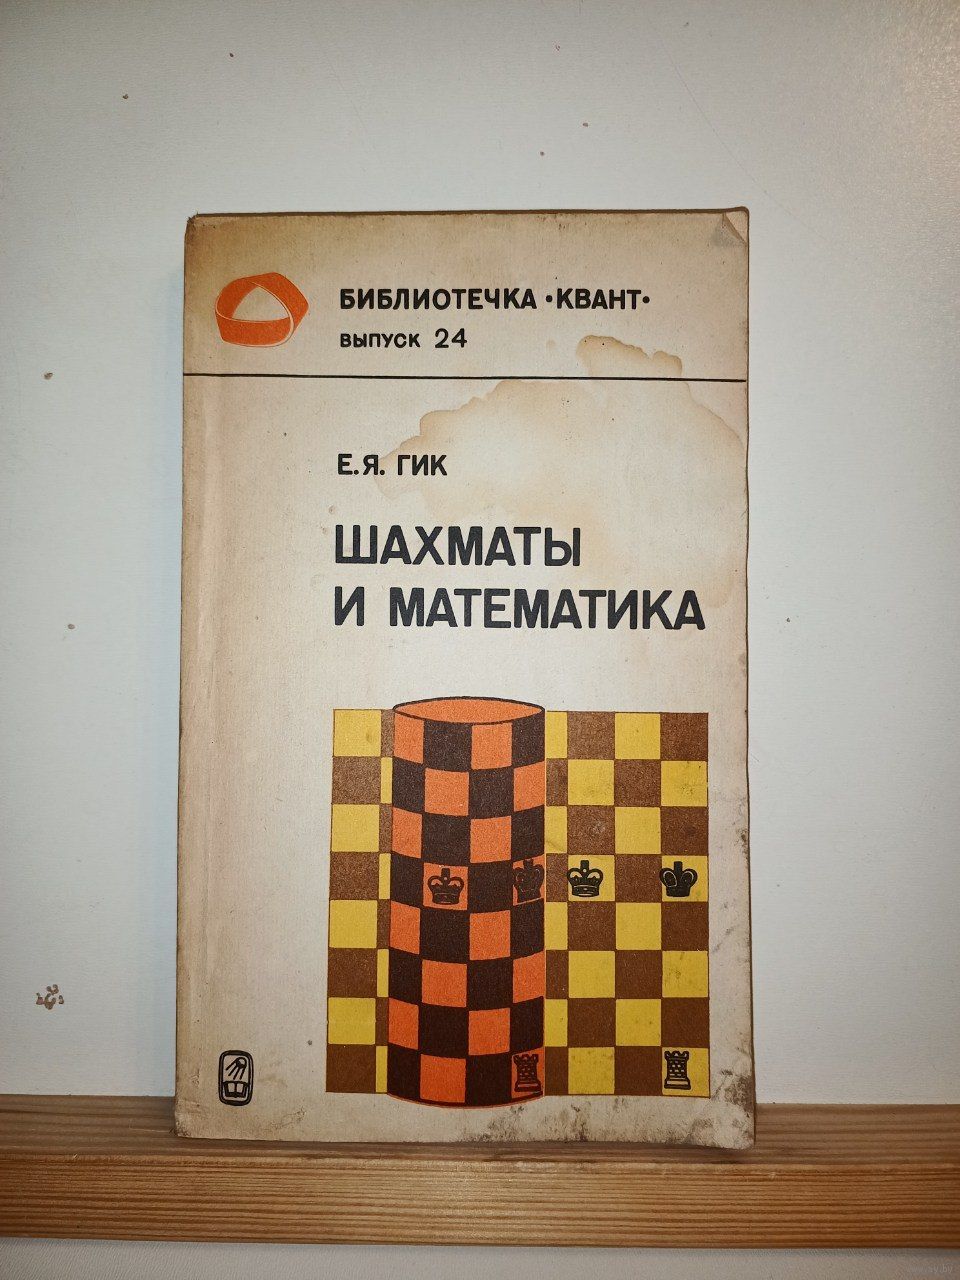 БИБЛИОТЕЧКА •КВАНТ•
ВЫПУСК 24
Е.Я. ГИК
ШАХМАТЫ
И МАТЕМАТИКА